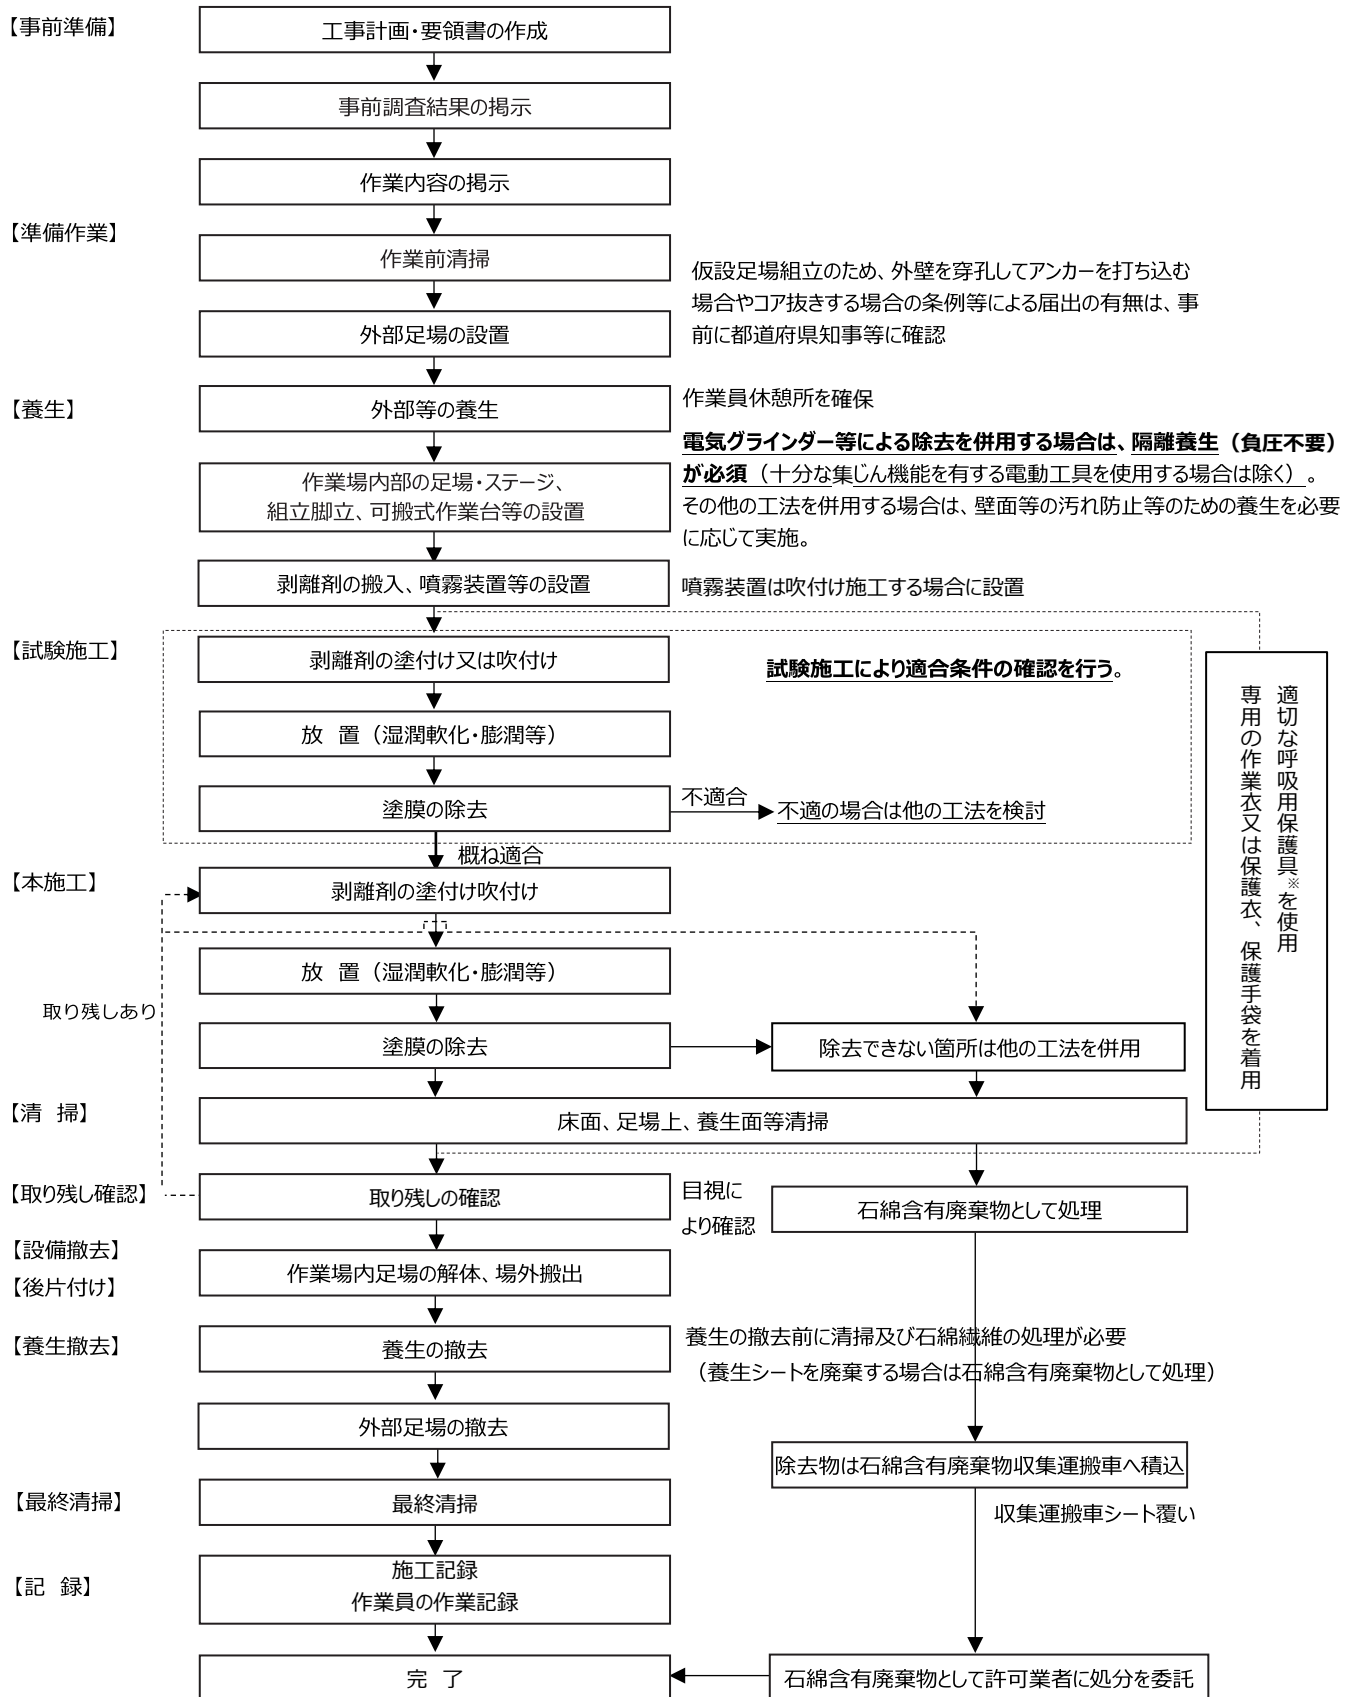 【事前準備】
工事計画・要領書の作成
事前調査結果の掲示
作業内容の掲示
【準備作業】
作業前清掃
仮設足場組立のため、外壁を穿孔してアンカーを打ち込む
場合やコア抜きする場合の条例等による届出の有無は、事
前に都道府県知事等に確認
外部足場の設置
【養生】
外部等の養生
作業員休憩所を確保
電気グラインダー等による除去を併用する場合は、隔離養生（負圧不要）
が必須（十分な集じん機能を有する電動工具を使用する場合は除く）。
その他の工法を併用する場合は、壁面等の汚れ防止等のための養生を必要
に応じて実施。
作業場内部の足場・ステージ、
組立脚立、可搬式作業台等の設置
剥離剤の搬入、噴霧装置等の設置
噴霧装置は吹付け施工する場合に設置
【試験施工】
剥離剤の塗付け又は吹付け
試験施工により適合条件の確認を行う。
放　置（湿潤軟化・膨潤等）
塗膜の除去
不適合
不適の場合は他の工法を検討
概ね適合
適切な呼吸用保護具※を使用
専用の作業衣又は保護衣、保護手袋を着用
【本施工】
剥離剤の塗付け吹付け
放　置（湿潤軟化・膨潤等）
取り残しあり
塗膜の除去
除去できない箇所は他の工法を併用
【清　掃】
床面、足場上、養生面等清掃
【取り残し確認】
取り残しの確認
目視に
より確認
石綿含有廃棄物として処理
【設備撤去】
【後片付け】
作業場内足場の解体、場外搬出
【養生撤去】
養生の撤去
養生の撤去前に清掃及び石綿繊維の処理が必要
（養生シートを廃棄する場合は石綿含有廃棄物として処理）
外部足場の撤去
除去物は石綿含有廃棄物収集運搬車へ積込
【最終清掃】
最終清掃
収集運搬車シート覆い
【記　録】
施工記録
作業員の作業記録
完　了
石綿含有廃棄物として許可業者に処分を委託